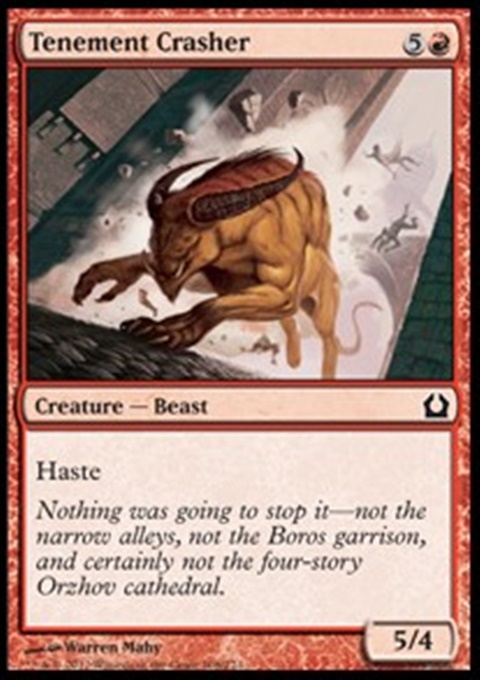 Tenement Crasher 5
Creature — Beast
Haste
Nothing was going to stop it—not the
narrow alleys, not the Boros garrison,
and certainly not the four-story
Orzhov cathedral.
5/4
Warren Mahy